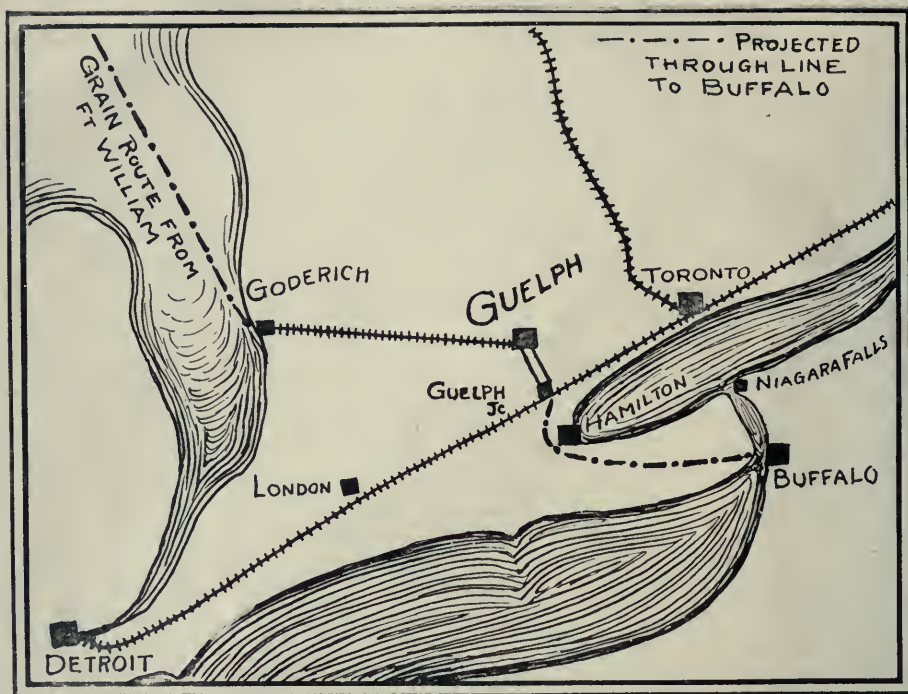 PROJECTED
THROUGH LINE
TO BUFFALO
GRAIN ROUTE FROM
FT WILLIAM
GODERICH
GUELPH
TORONTO
GUELPH
JC
HAMILTON
NIAGARA FALLS
LONDON
BUFFALO
DETROIT